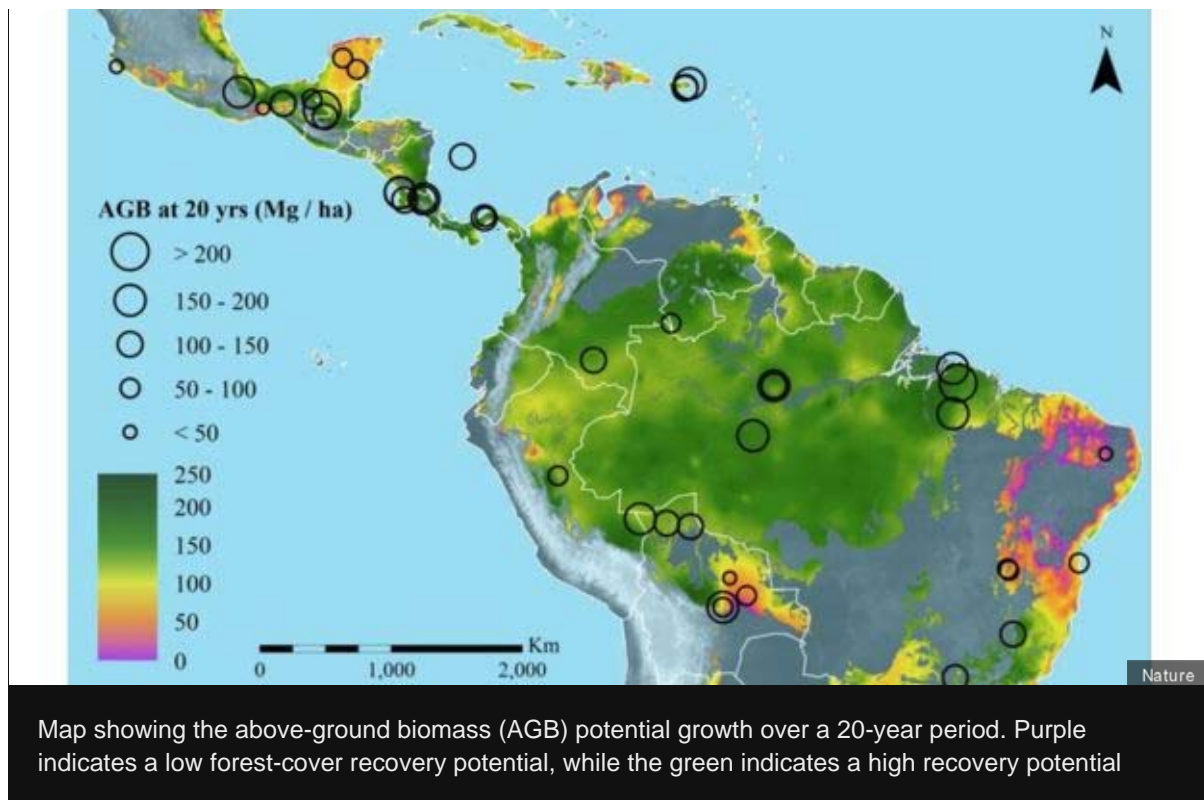 N
AGB at 20 yrs (Mg / ha)
> 200
150 - 200
100 - 150
50 - 100
< 50
250
200
150
100
50
0
Km
0 1,000 2,000
Nature
Map showing the above-ground biomass (AGB) potential growth over a 20-year period. Purple
indicates a low forest-cover recovery potential, while the green indicates a high recovery potential